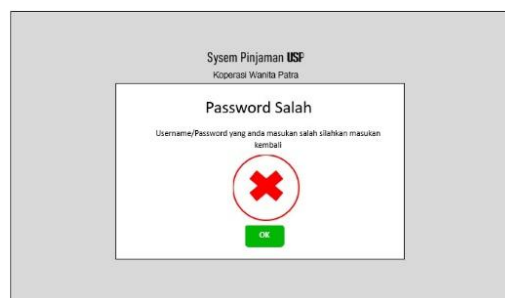 Sysem Pinjaman USP
Koperasi Wanita Patra
Password Salah
Username/Password yang anda masukan salah silahkan masukan
kembali
OK